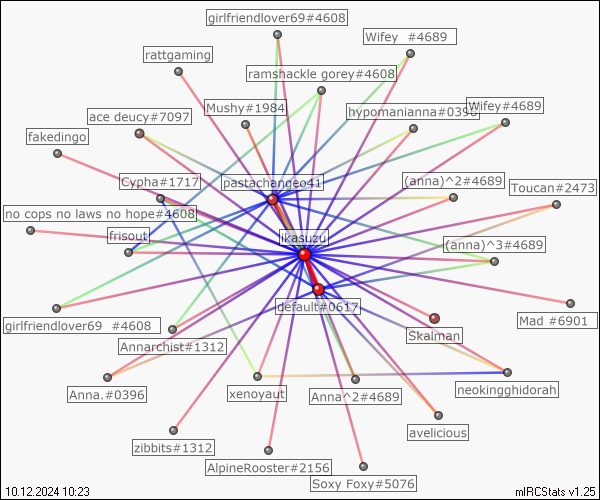 girlfriendlover69#4608
Wifey  #4689
rattgaming
ramshackle gorey#4608
Mushy#1984
hypomanianna#0396
Wifey#4689
ace deucy#7097
fakedingo
Cypha#1717
pastachangeo41
(anna)^2#4689
Toucan#2473
no cops no laws no hope#4608
frisout
ikasuzu
(anna)^3#4689
default#0617
girlfriendlover69  #4608
Mad #6901
Skalman
Annarchist#1312
Anna.#0396
xenoyaut
Anna^2#4689
neokingghidorah
avelicious
zibbits#1312
AlpineRooster#2156
Soxy Foxy#5076
10.12.2024 10:23
mIRCStats v1.25